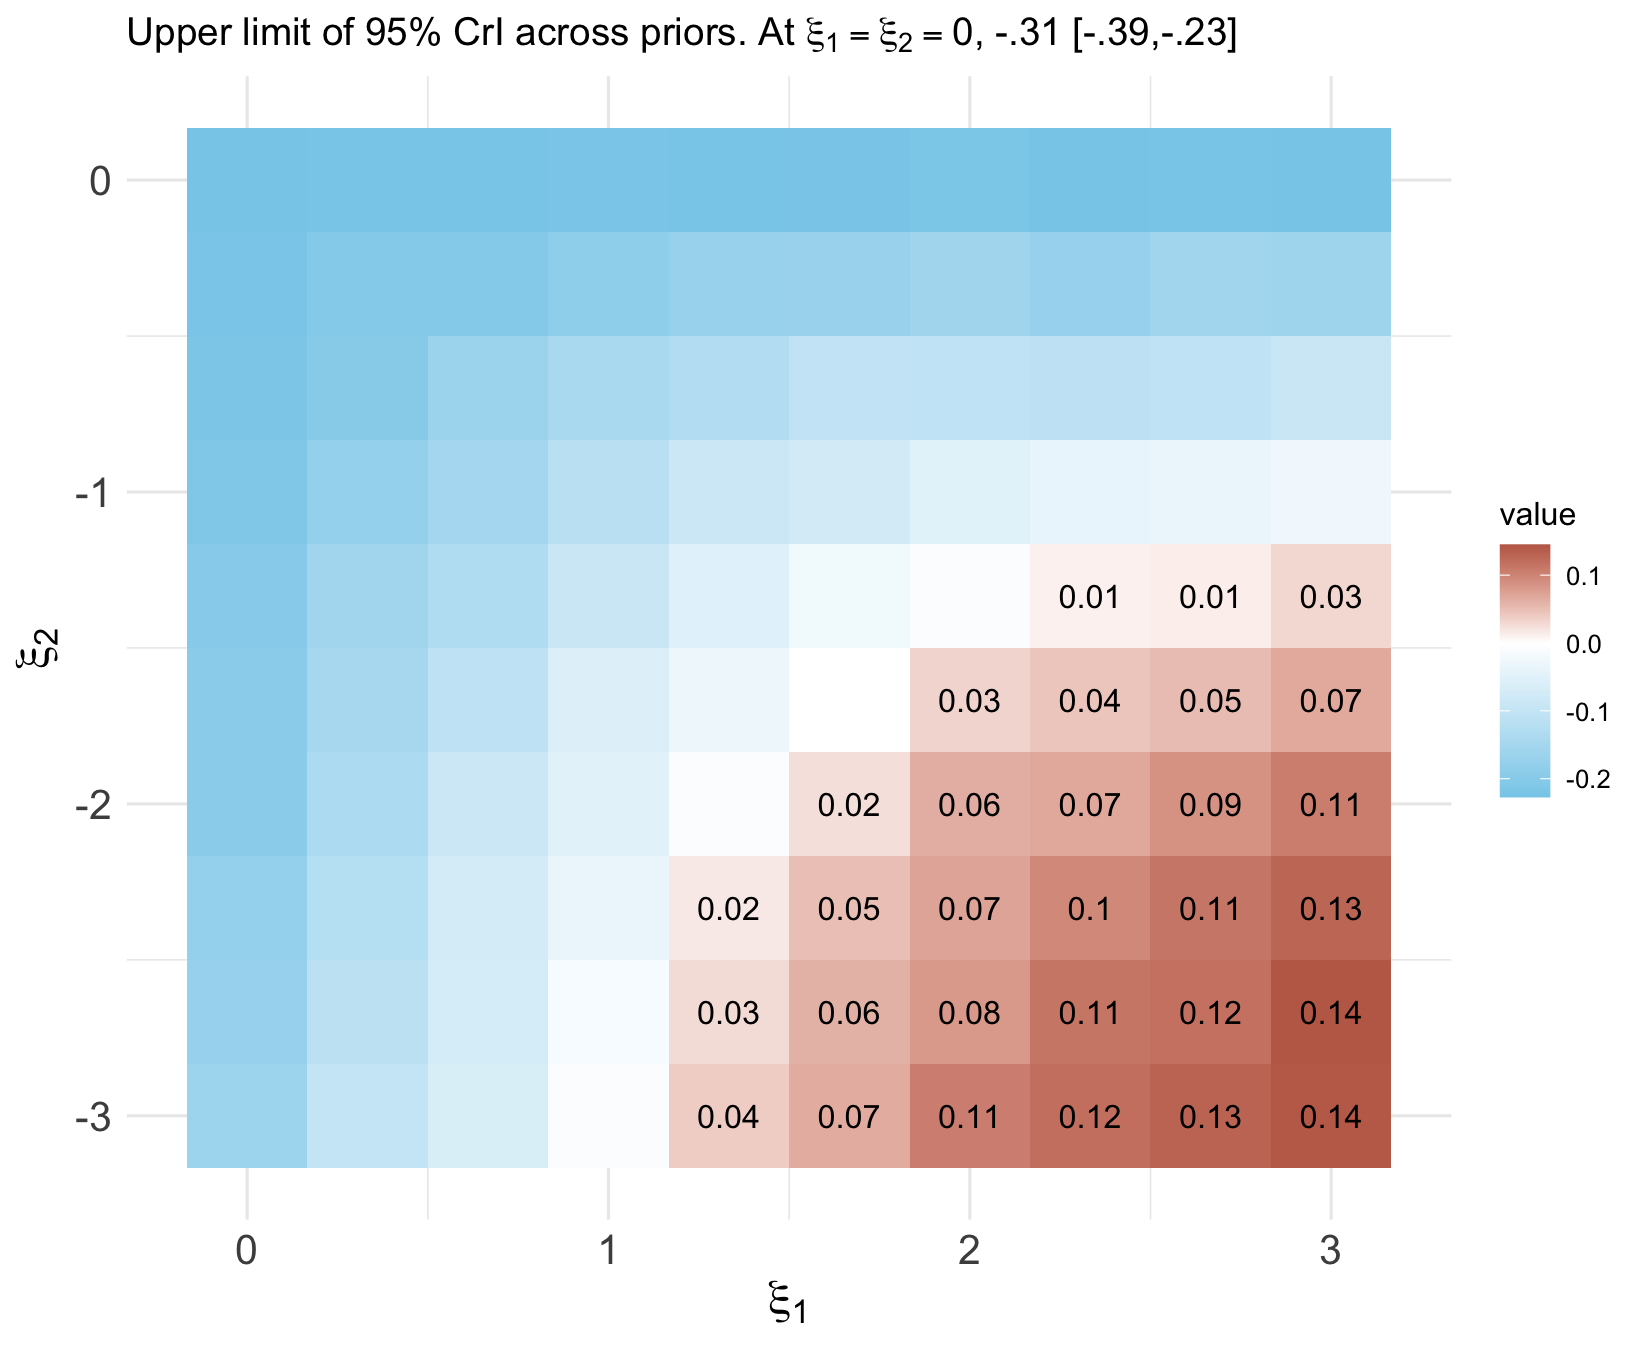 Upper limit of 95% CrI across priors. At ξ₁ = ξ₂ = 0, -.31 [-.39,-.23]
0
-1
0.01 0.01 0.03
0.03 0.04 0.05 0.07
-2 0.02 0.06 0.07 0.09 0.11
0.02 0.05 0.07 0.1 0.11 0.13
0.03 0.06 0.08 0.11 0.12 0.14
-3 0.04 0.07 0.11 0.12 0.13 0.14
0 1 2 3
ξ₁
ξ₂
value
0.1
0.0
-0.1
-0.2